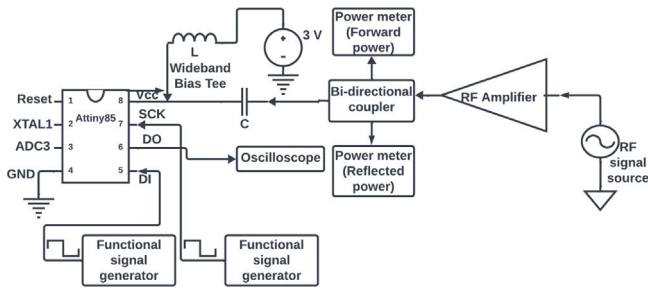 Power meter
(Forward
power)
3 V
L
Wideband
Bias Tee
Reset
1
8
Vcc
Attiny85
XTAL1
2
7
SCK
ADC3
3
6
DO
GND
4
5
DI
C
Bi-directional
coupler
RF Amplifier
RF
signal
source
Oscilloscope
Power meter
(Reflected
power)
Functional
signal
generator
Functional
signal
generator